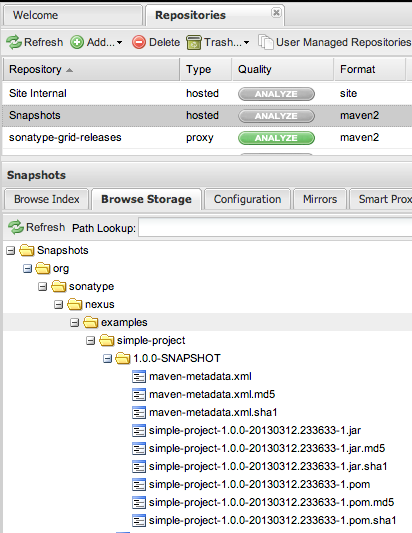 Welcome Repositories
Refresh Add... Delete Trash... User Managed Repositories
Repository Type Quality Format
Site Internal hosted ANALYZE site
Snapshots hosted ANALYZE maven2
sonatype-grid-releases proxy ANALYZE maven2
Snapshots
Browse Index Browse Storage Configuration Mirrors Smart Prox
Refresh Path Lookup:
Snapshots
org
sonatype
nexus
examples
simple-project
1.0.0-SNAPSHOT
maven-metadata.xml
maven-metadata.xml.md5
maven-metadata.xml.sha1
simple-project-1.0.0-20130312.233633-1.jar
simple-project-1.0.0-20130312.233633-1.jar.md5
simple-project-1.0.0-20130312.233633-1.jar.sha1
simple-project-1.0.0-20130312.233633-1.pom
simple-project-1.0.0-20130312.233633-1.pom.md5
simple-project-1.0.0-20130312.233633-1.pom.sha1